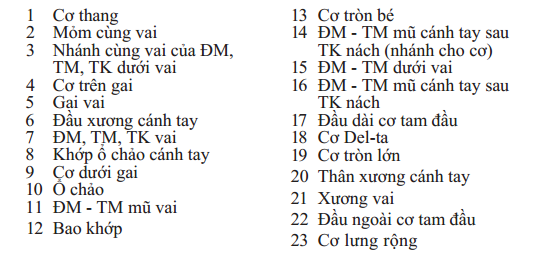 1 Cơ thang
2 Mỏm cùng vai
3 Nhánh cùng vai của ĐM,
TM, TK dưới vai
4 Cơ trên gai
5 Gai vai
6 Đầu xương cánh tay
7 ĐM, TM, TK vai
8 Khớp ổ chảo cánh tay
9 Cơ dưới gai
10 Ổ chảo
11 ĐM - TM mũ vai
12 Bao khớp
13 Cơ tròn bé
14 ĐM - TM mũ cánh tay sau
TK nách (nhánh cho cơ)
15 ĐM - TM dưới vai
16 ĐM - TM mũ cánh tay sau
TK nách
17 Đầu dài cơ tam đầu
18 Cơ Del-ta
19 Cơ tròn lớn
20 Thân xương cánh tay
21 Xương vai
22 Đầu ngoài cơ tam đầu
23 Cơ lưng rộng